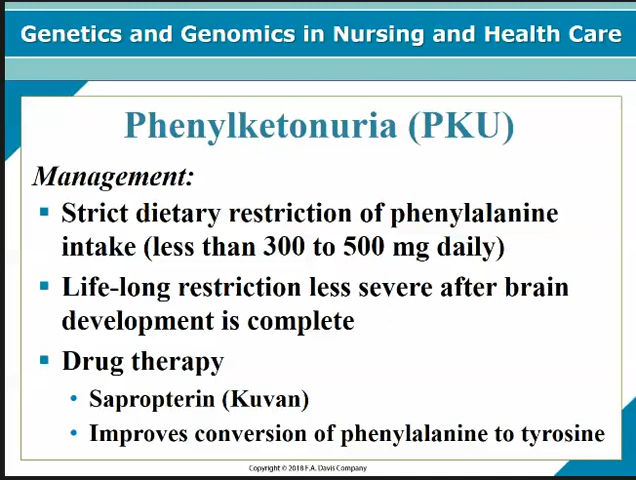 Genetics and Genomics in Nursing and Health Care
Phenylketonuria (PKU)
Management:
▪ Strict dietary restriction of phenylalanine
intake (less than 300 to 500 mg daily)
▪ Life-long restriction less severe after brain
development is complete
▪ Drug therapy
• Sapropterin (Kuvan)
• Improves conversion of phenylalanine to tyrosine
Copyright © 2018 F.A. Davis Company